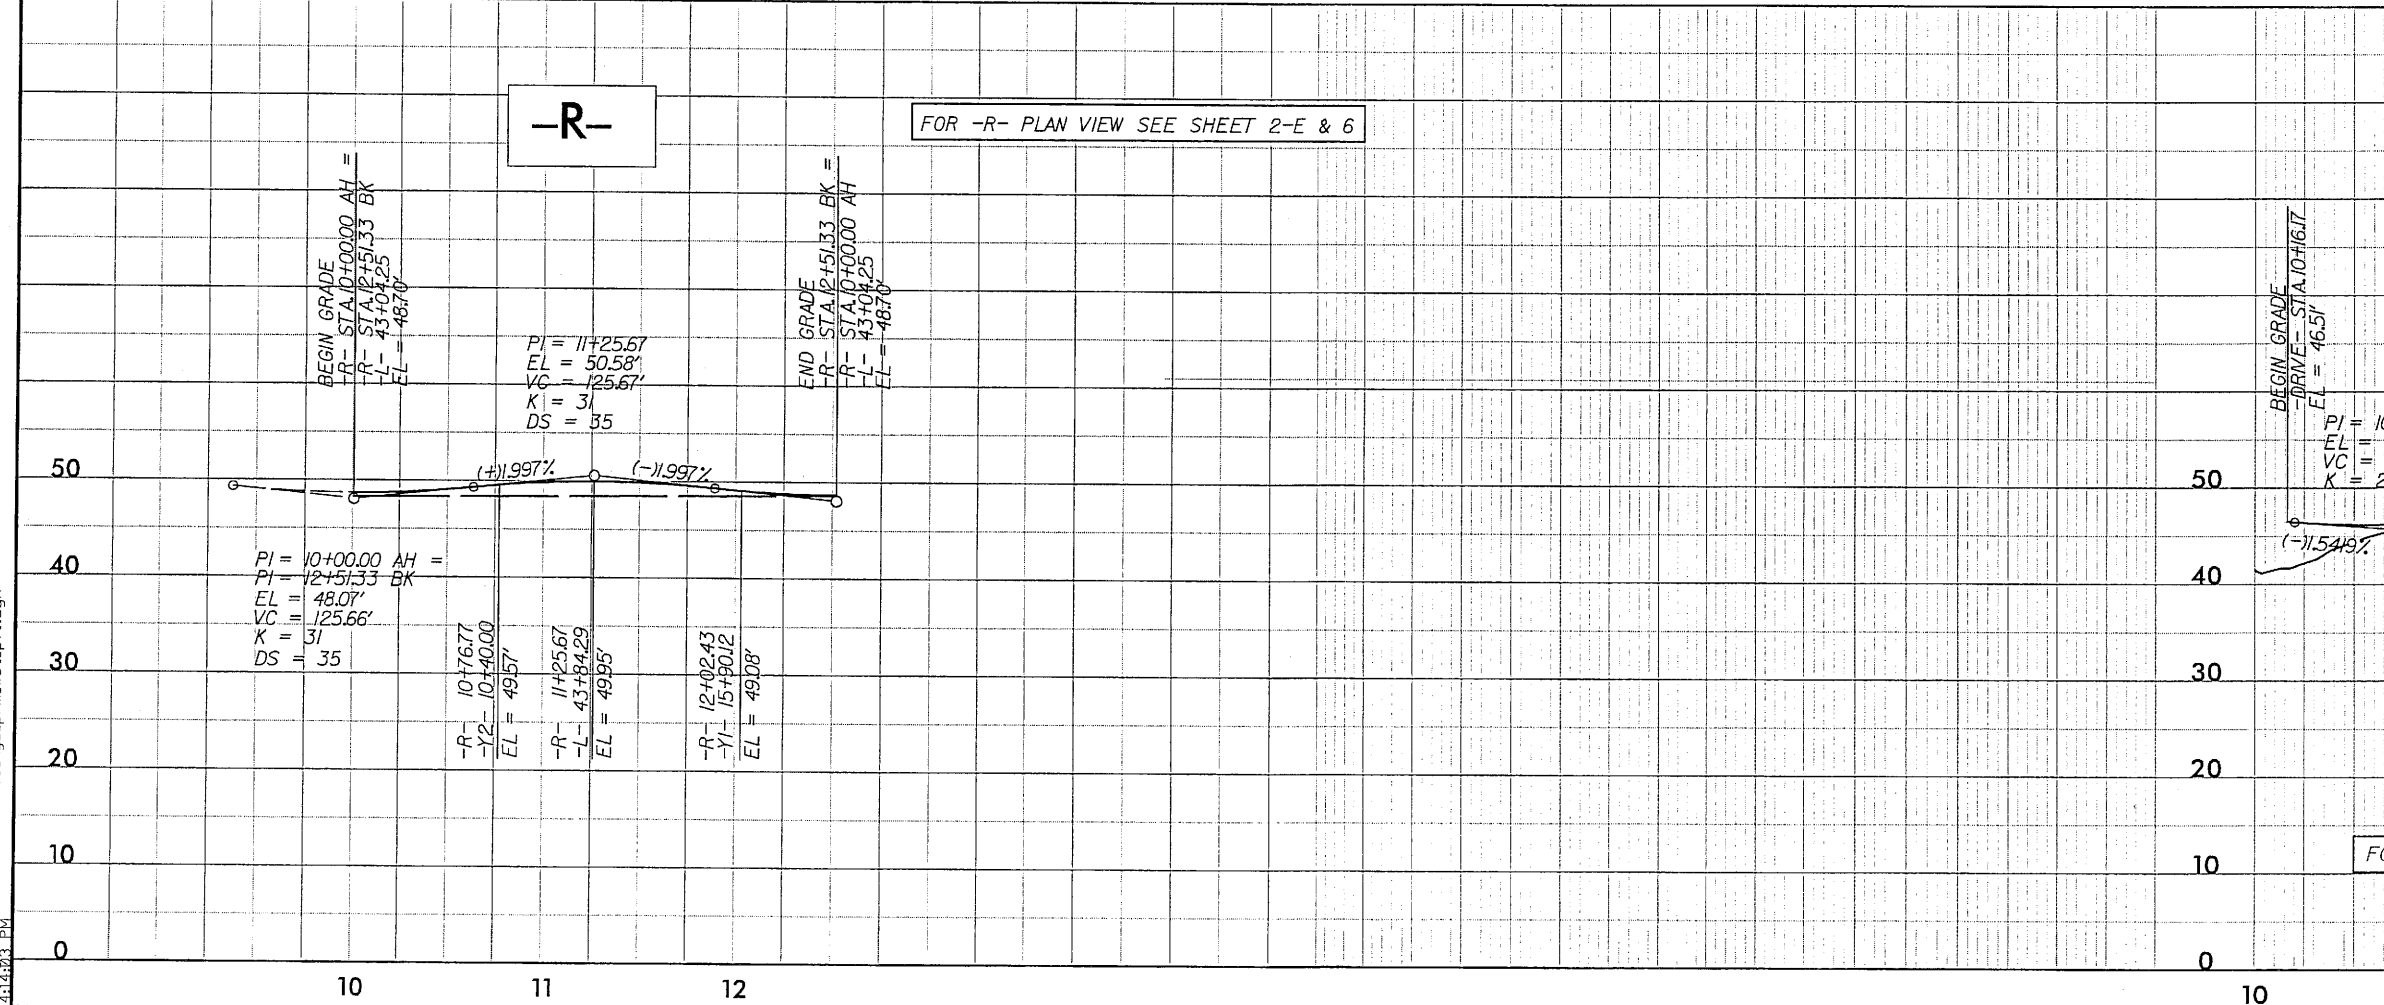 -R-
FOR -R- PLAN VIEW SEE SHEET 2-E & 6
BEGIN GRADE
-R- STA.10+00.00 AH =
-R- STA.12+51.33 BK
-L- 43+04.25
EL = 48.70'
PI = 11+25.67
EL = 50.58'
VC = 125.67'
K = 31
DS = 35
END GRADE
-R- STA.12+51.33 BK =
-R- STA.10+00.00 AH
-L- 43+04.25
EL = 48.70'
(+)1.997%
(-)1.997%
PI = 10+00.00 AH =
PI = 12+51.33 BK
EL = 48.07'
VC = 125.66'
K = 31
DS = 35
-R- 10+76.77
-Y2- 10+40.00
EL = 49.57'
-R- 11+25.67
-L- 43+84.29
EL = 49.95'
-R- 12+02.43
-Y1- 15+90.12
EL = 49.08'
50
40
30
20
10
0
10 11 12
BEGIN GRADE
-DRIVE- STA.10+16.17
EL = 46.51'
PI = 10
EL =
VC =
K = 2
(-)1.5419%
50
40
30
20
10
0
10
FO
4:14:03 PM